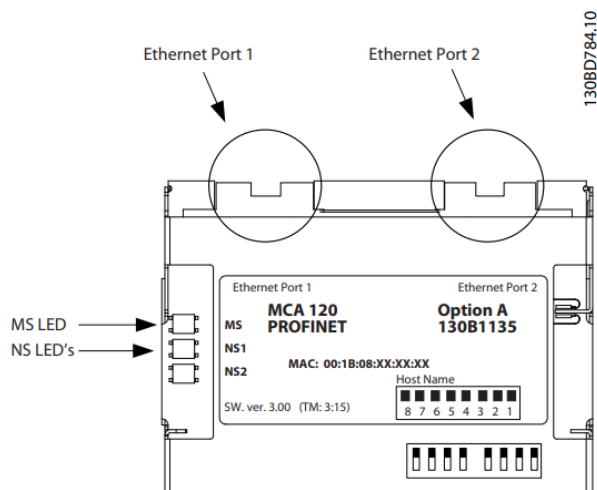 130BD784.10
Ethernet Port 1
Ethernet Port 2
Ethernet Port 1
Ethernet Port 2
MCA 120
PROFINET
Option A
130B1135
MS LED
NS LED's
MS
NS1
NS2
MAC: 00:1B:08:XX:XX:XX
Host Name
8 7 6 5 4 3 2 1
SW. ver. 3.00 (TM: 3:15)